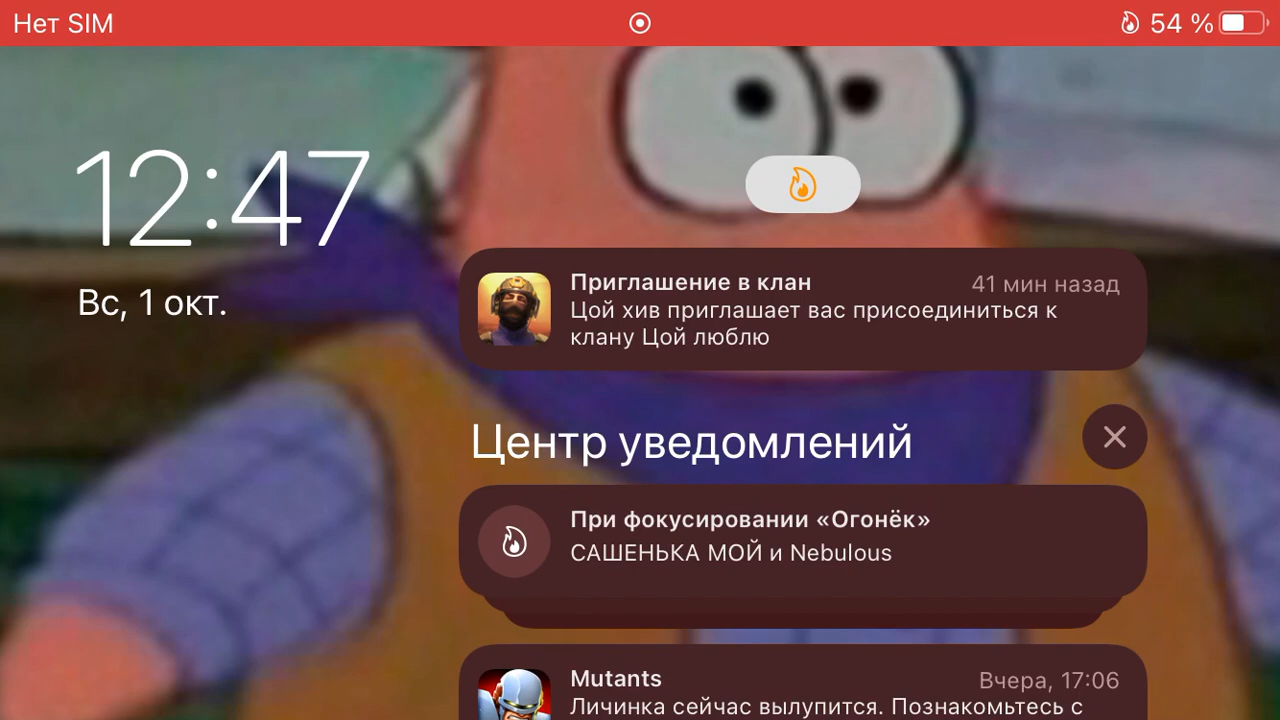 Нет SIM
54 %
12:47
Вс, 1 окт.
Приглашение в клан
41 мин назад
Цой хив приглашает вас присоединиться к
клану Цой люблю
Центр уведомлений
При фокусировании «Огонёк»
САШЕНЬКА МОЙ и Nebulous
Mutants
Вчера, 17:06
Личинка сейчас вылупится. Познакомьтесь с